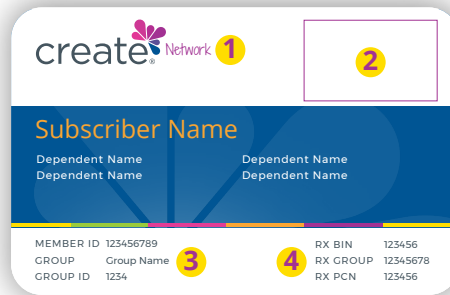 create® Network 1
2
Subscriber Name
Dependent Name Dependent Name
Dependent Name Dependent Name
MEMBER ID 123456789
GROUP Group Name
GROUP ID 1234
3
4
RX BIN 123456
RX GROUP 12345678
RX PCN 123456